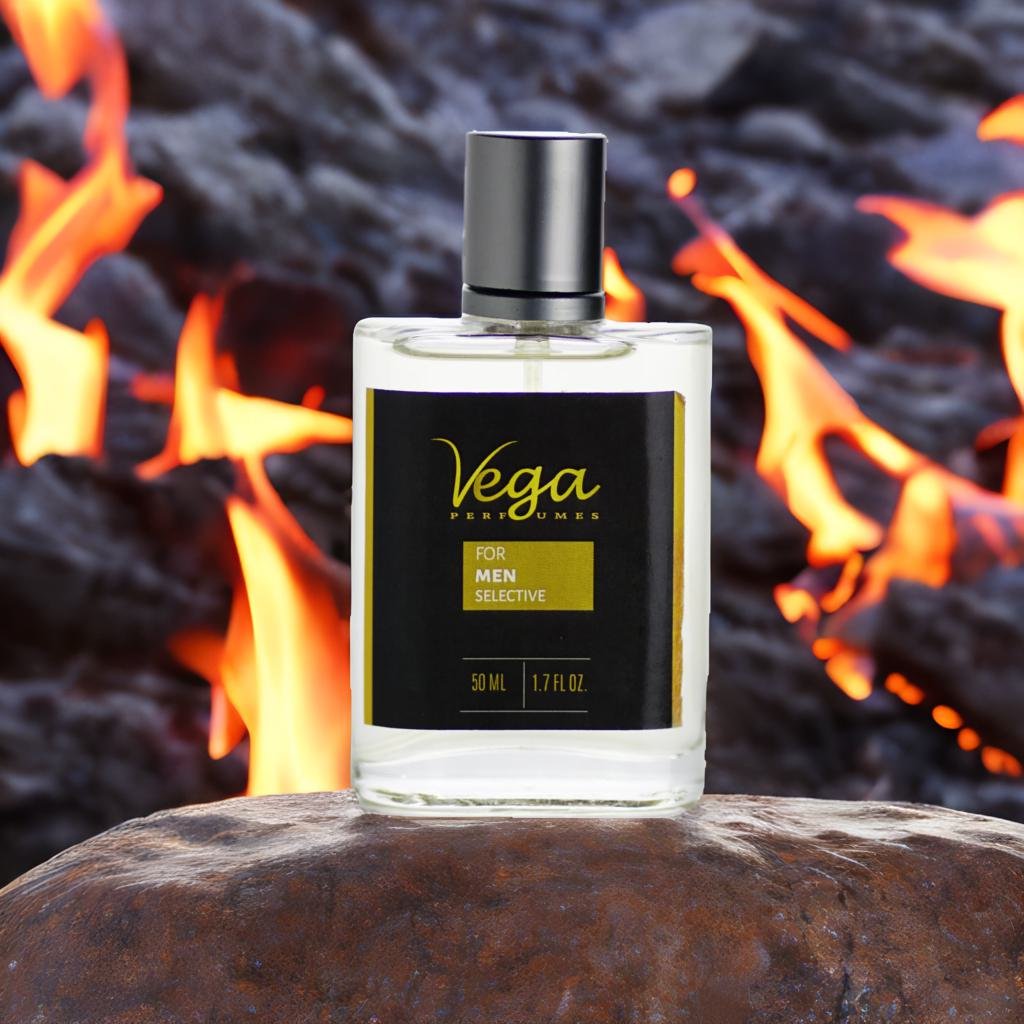 Vega
PERFUMES
FOR
MEN
SELECTIVE
50 ML | 1.7 FL OZ.